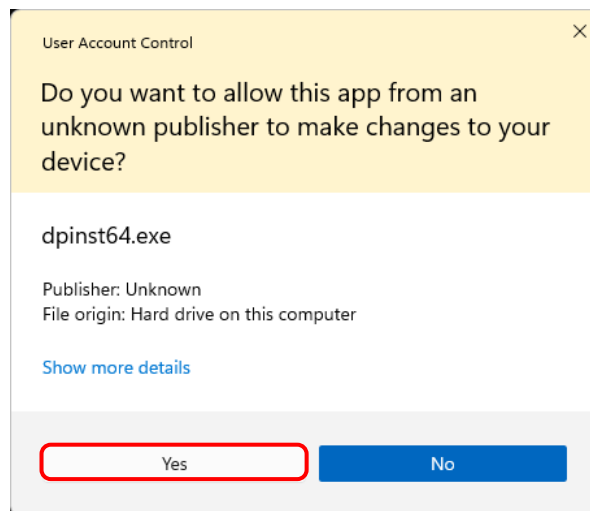 User Account Control
Do you want to allow this app from an
unknown publisher to make changes to your
device?
dpinst64.exe
Publisher: Unknown
File origin: Hard drive on this computer
Show more details
Yes
No